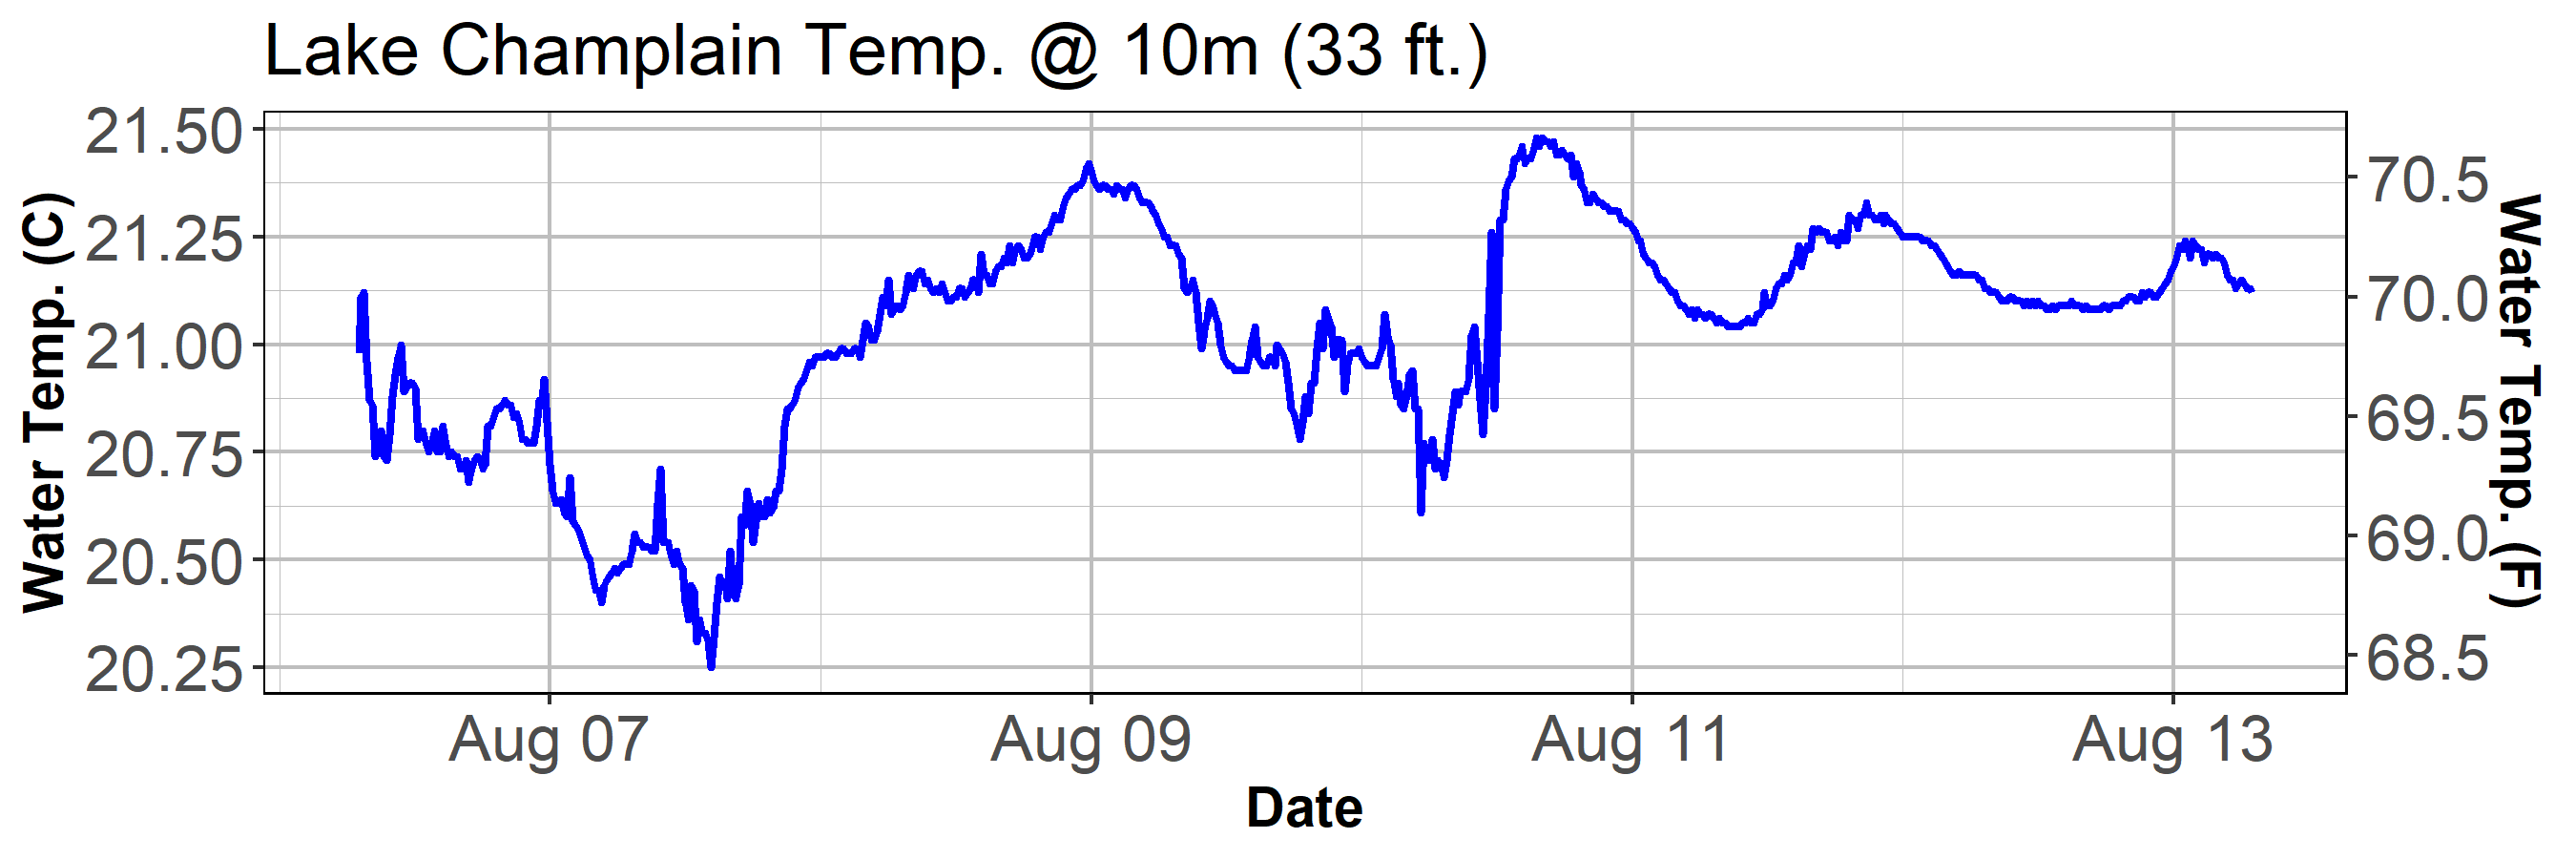 Lake Champlain Temp. @ 10m (33 ft.)
Water Temp. (C)
21.50
21.25
21.00
20.75
20.50
20.25
70.5
70.0
69.5
69.0
68.5
Water Temp. (F)
Aug 07 Aug 09 Aug 11 Aug 13
Date